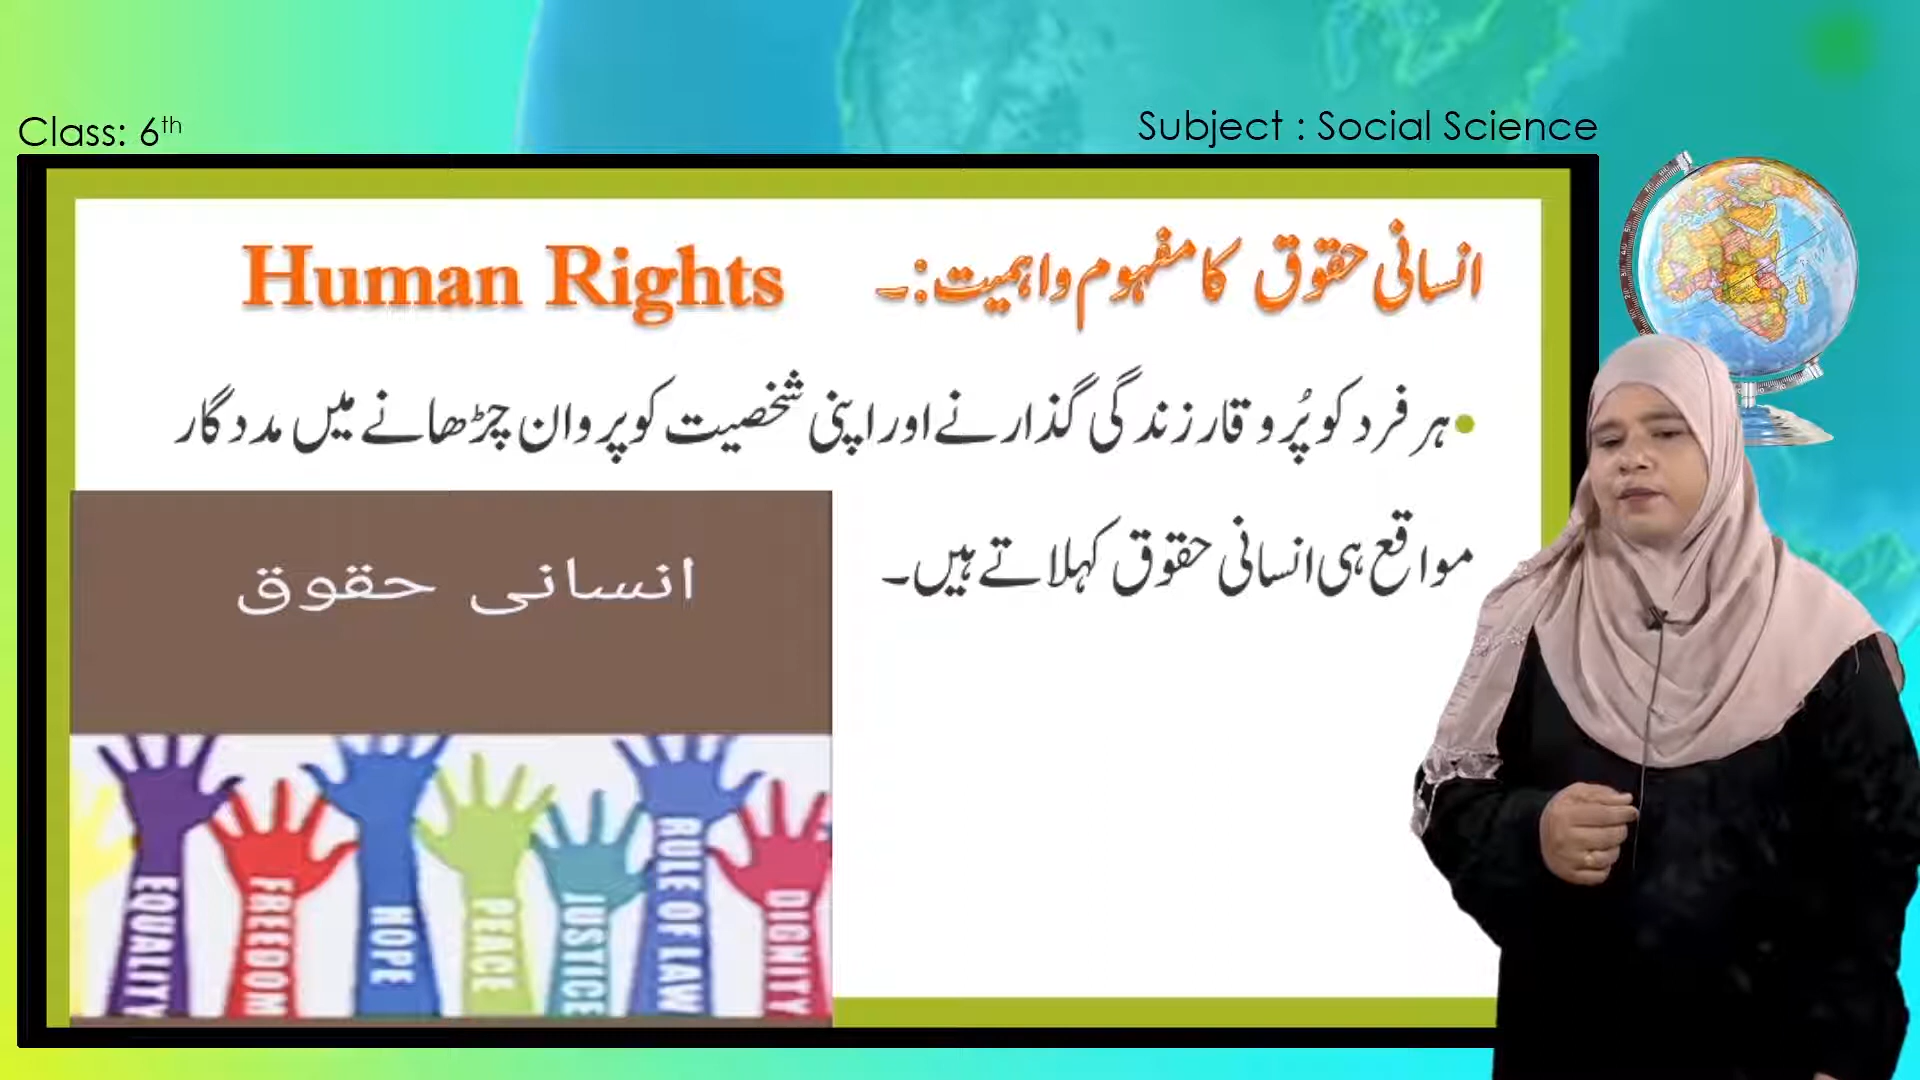 Class: 6th
Subject : Social Science
انسانی حقوق کا مفہوم واہمیت:۔ Human Rights
•ہر فرد کو پُر وقار زندگی گذارنے اور اپنی شخصیت کو پروان چڑھانے میں مددگار
مواقع ہی انسانی حقوق کہلاتے ہیں۔
انسانی حقوق
EQUALITY
FREEDOM
HOPE
PEACE
JUSTICE
RULE OF LAW
DIGNITY